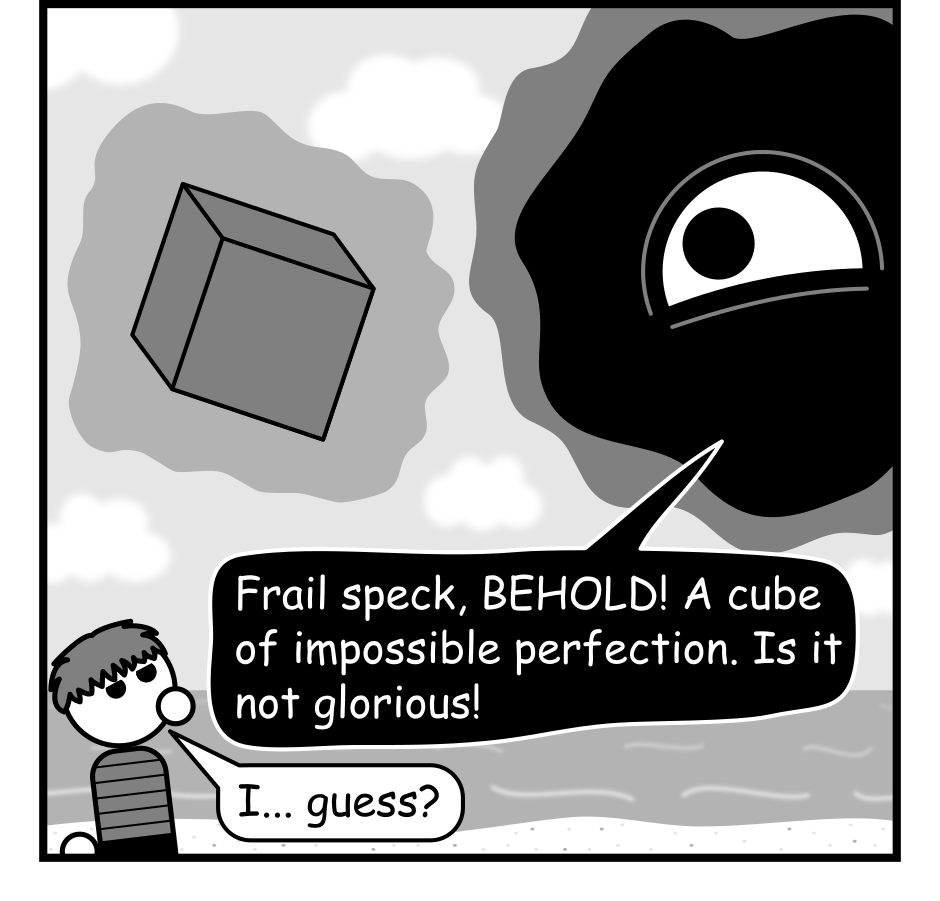 Frail speck, BEHOLD! A cube
of impossible perfection. Is it
not glorious!
I... guess?